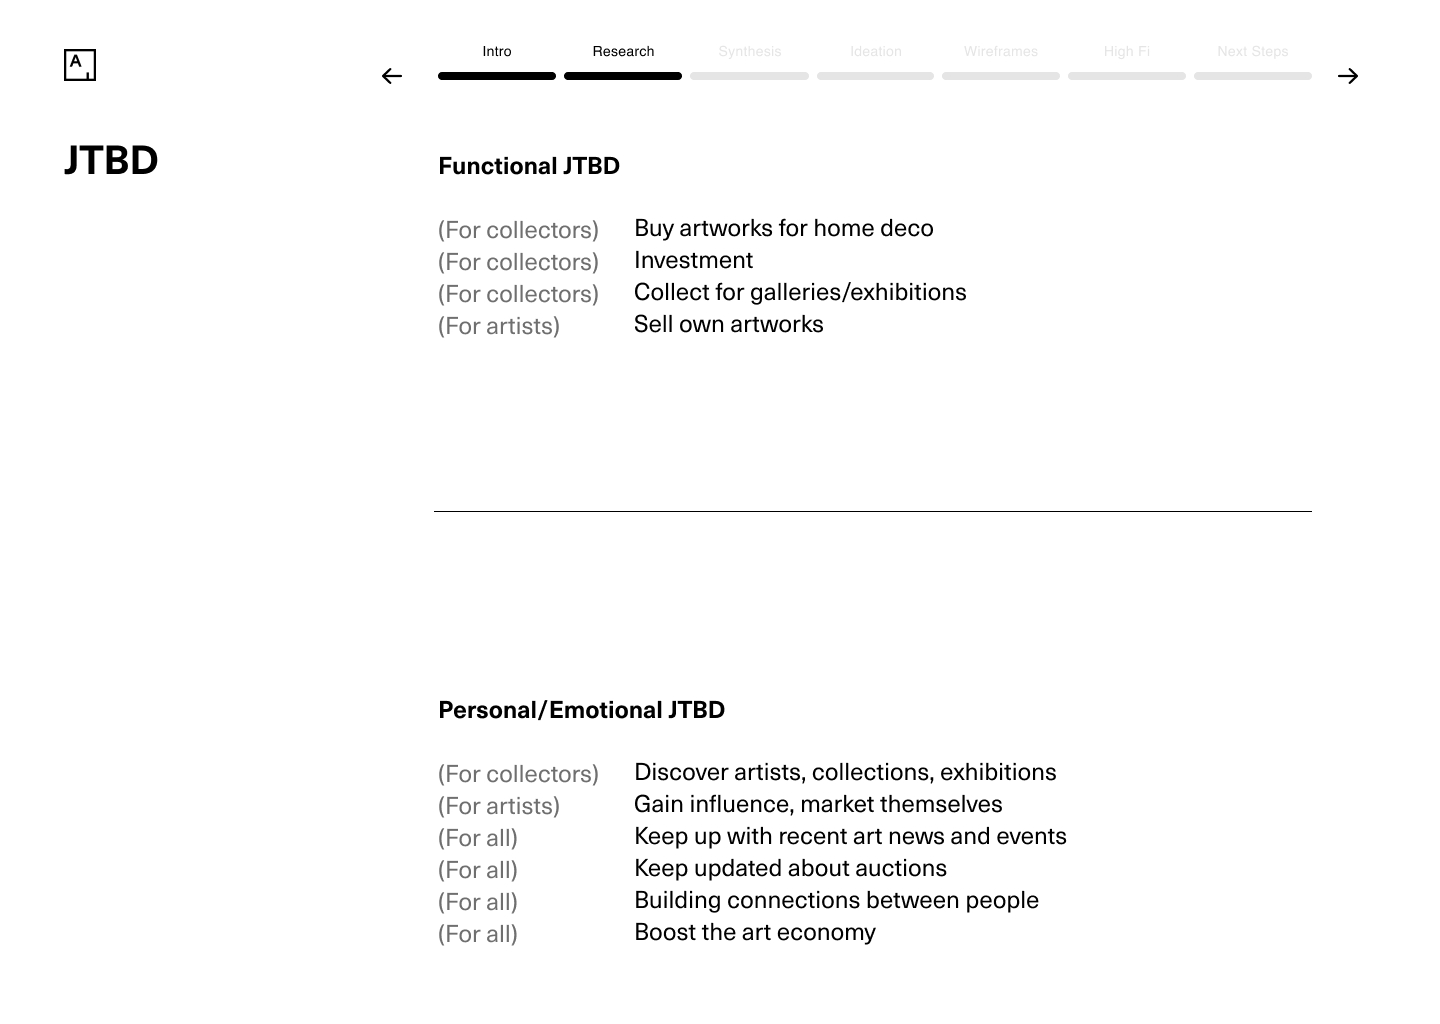 A
Intro Research Synthesis Ideation Wireframes High Fi Next Steps
JTBD
Functional JTBD
(For collectors) Buy artworks for home deco
(For collectors) Investment
(For collectors) Collect for galleries/exhibitions
(For artists) Sell own artworks
Personal/Emotional JTBD
(For collectors) Discover artists, collections, exhibitions
(For artists) Gain influence, market themselves
(For all) Keep up with recent art news and events
(For all) Keep updated about auctions
(For all) Building connections between people
(For all) Boost the art economy